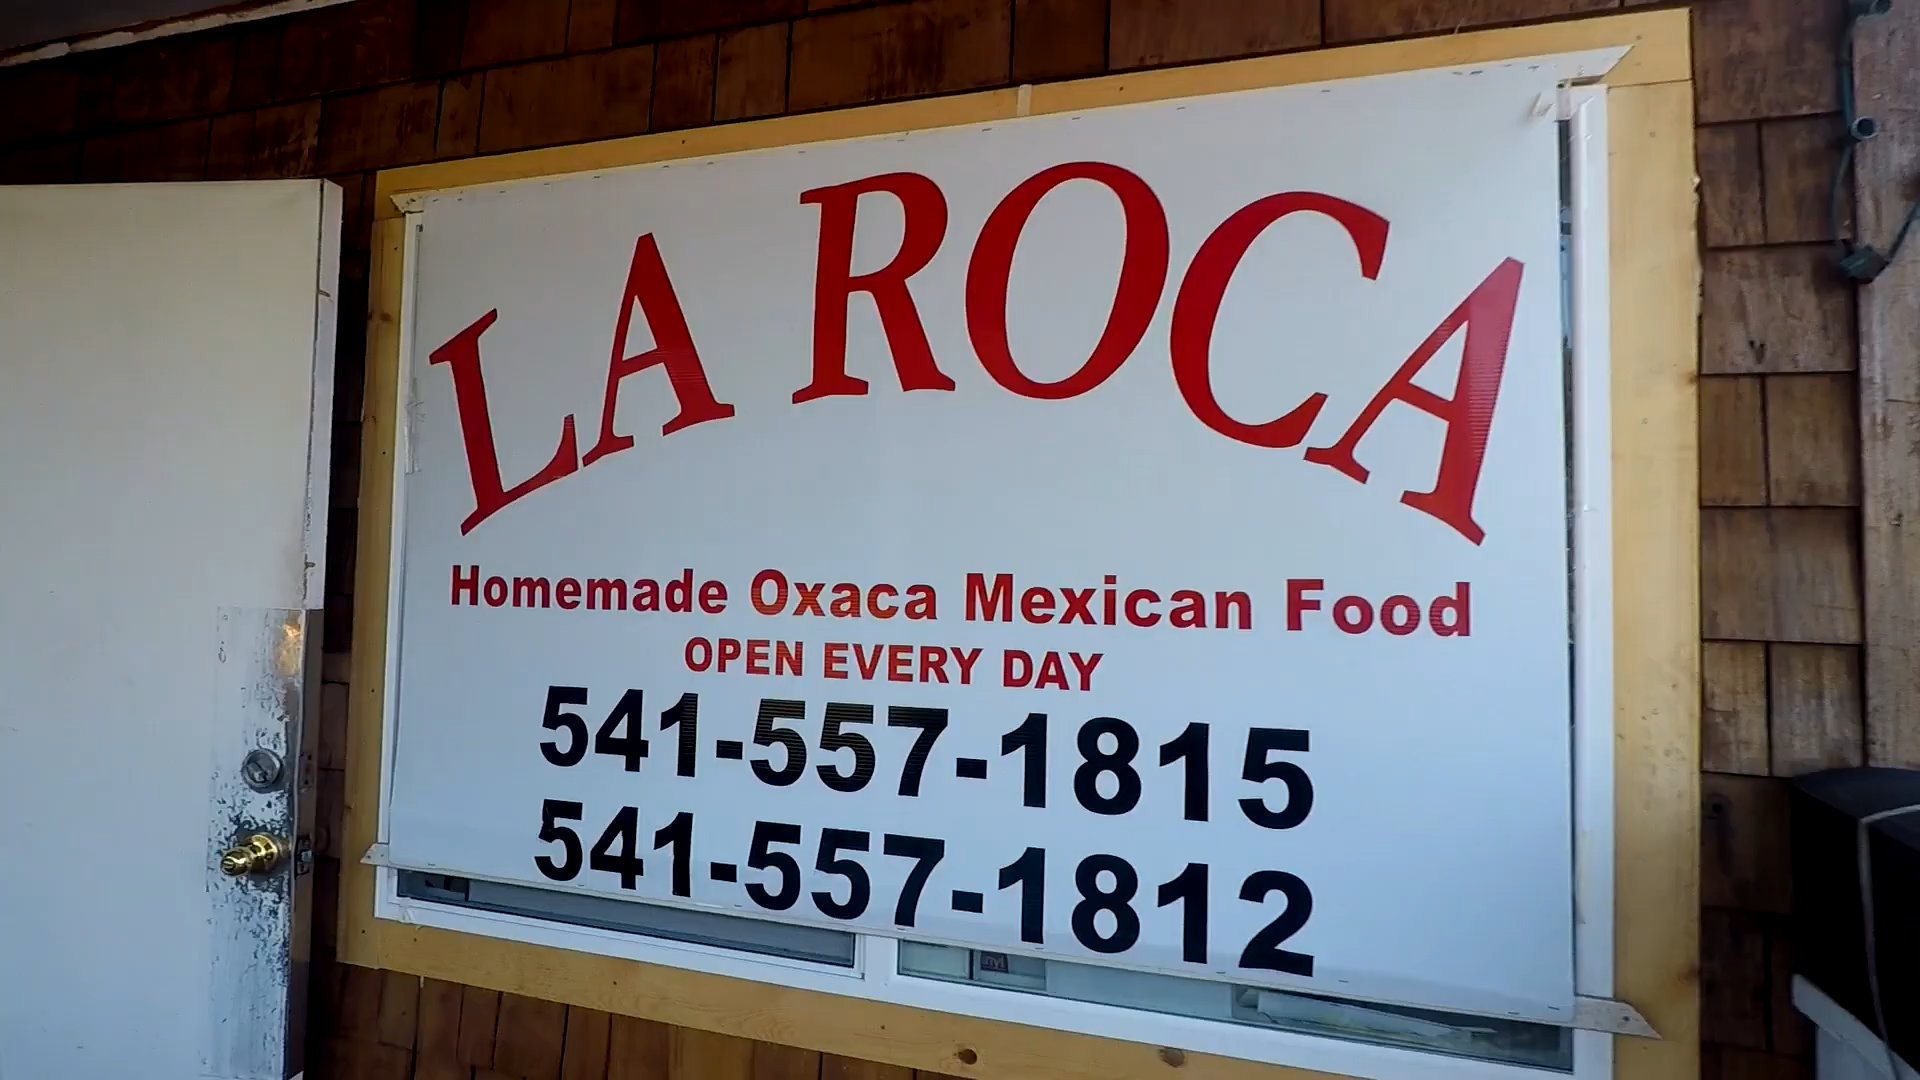 LA ROCA
Homemade Oxaca Mexican Food
OPEN EVERY DAY
541-557-1815
541-557-1812